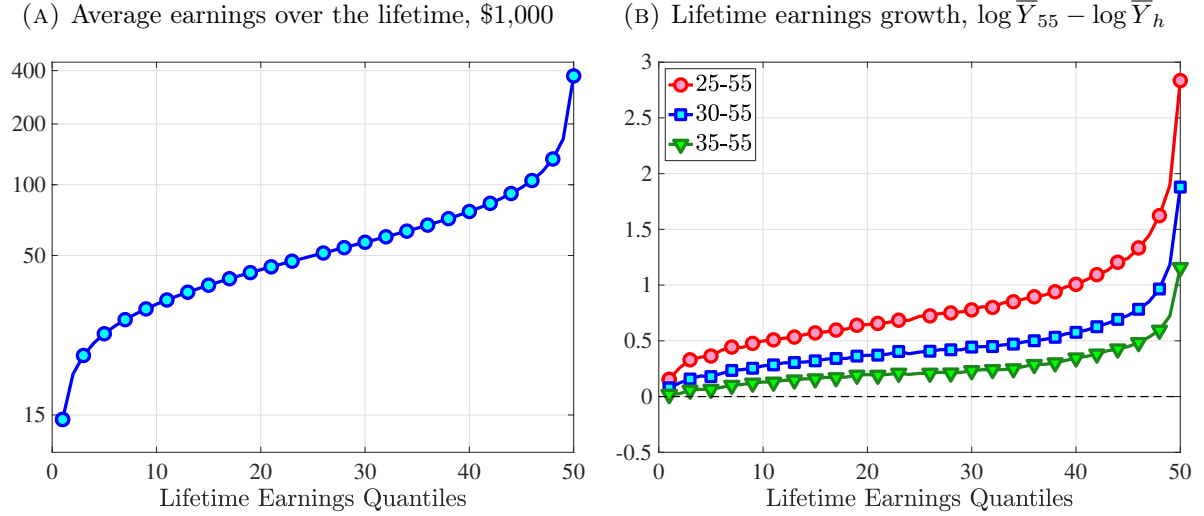 (A) Average earnings over the lifetime, $1,000
400
200
100
50
15
0 10 20 30 40 50
Lifetime Earnings Quantiles
(B) Lifetime earnings growth, log Y̅₅₅ − log Y̅ₕ
3
2.5
2
1.5
1
0.5
0
-0.5
25-55
30-55
35-55
0 10 20 30 40 50
Lifetime Earnings Quantiles